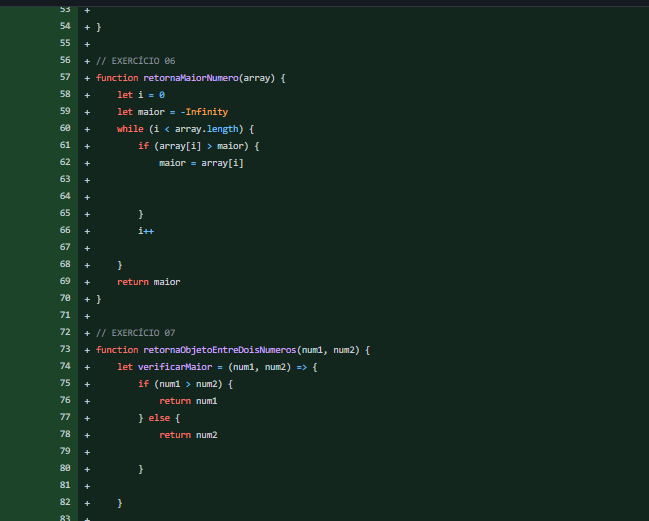 53 +
54 + }
55 +
56 + // EXERCÍCIO 06
57 + function retornaMaiorNumero(array) {
58 +     let i = 0
59 +     let maior = -Infinity
60 +     while (i < array.length) {
61 +         if (array[i] > maior) {
62 +             maior = array[i]
63 +
64 +
65 +         }
66 +         i++
67 +
68 +     }
69 +     return maior
70 + }
71 +
72 + // EXERCÍCIO 07
73 + function retornaObjetoEntreDoisNumeros(num1, num2) {
74 +     let verificarMaior = (num1, num2) => {
75 +         if (num1 > num2) {
76 +             return num1
77 +         } else {
78 +             return num2
79 +
80 +         }
81 +
82 +     }
83 +